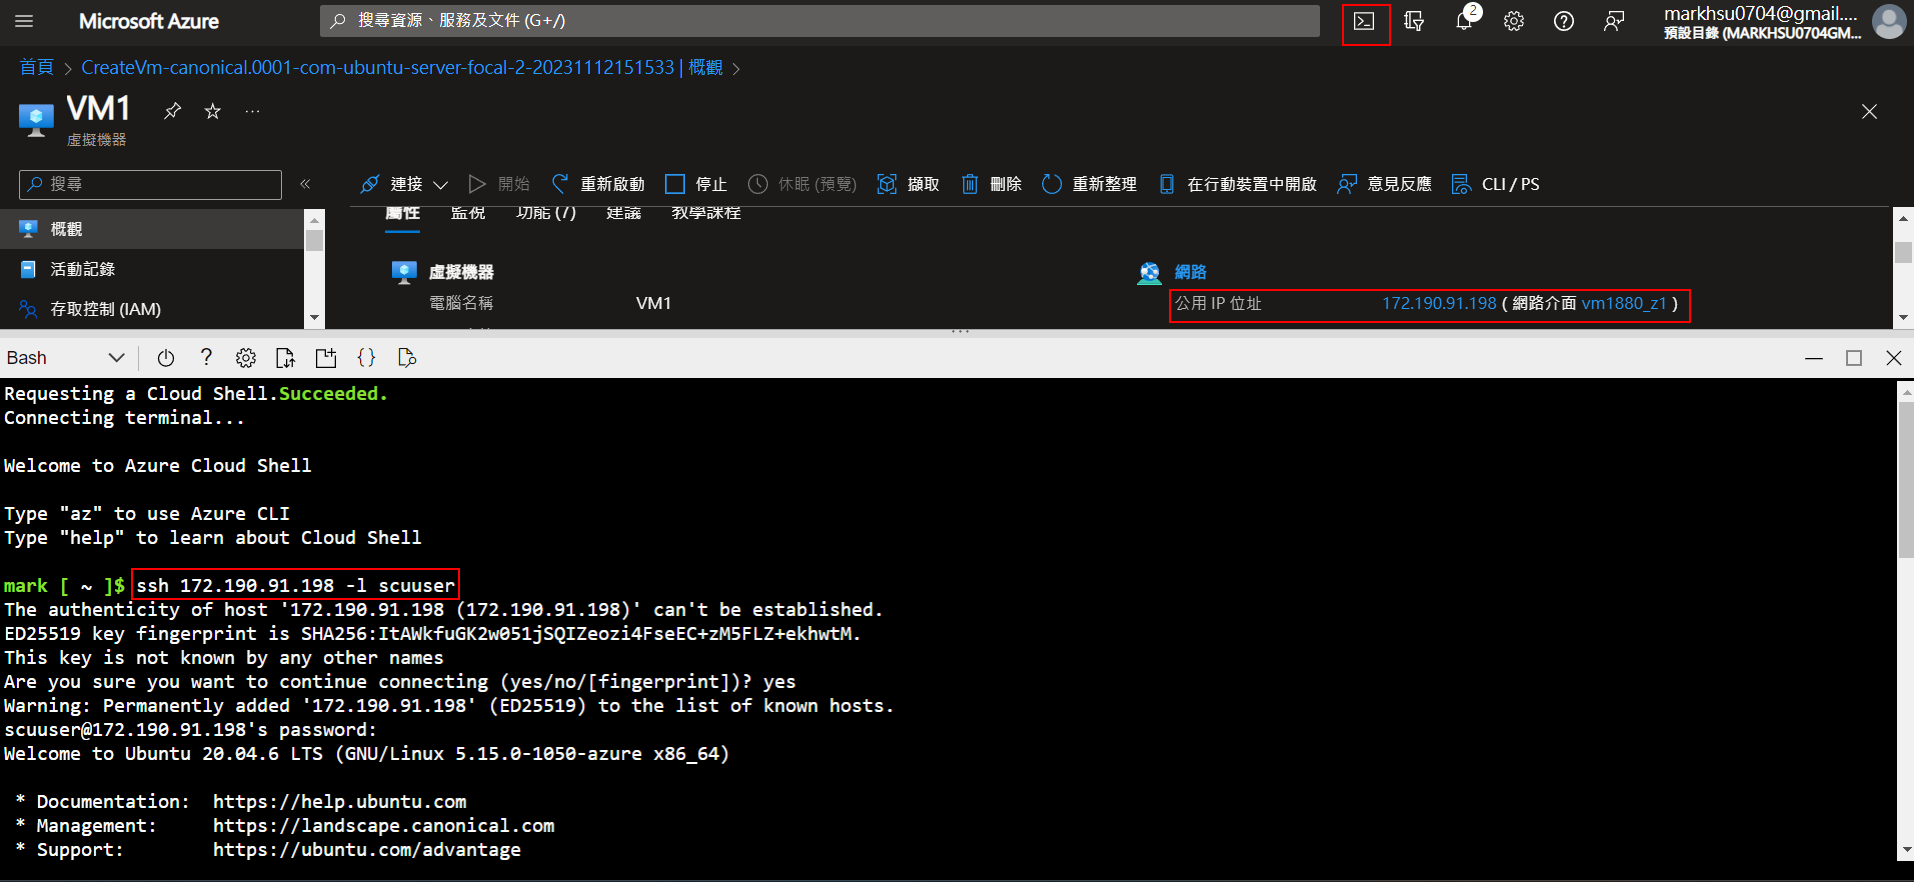 Microsoft Azure
搜尋資源、服務及文件 (G+/)
2
markhsu0704@gmail....
預設目錄 (MARKHSU0704GM...
首頁 > CreateVm-canonical.0001-com-ubuntu-server-focal-2-20231112151533 | 概觀 >
VM1
虛擬機器
搜尋
連接 開始 重新啟動 停止 休眠 (預覽) 擷取 刪除 重新整理 在行動裝置中開啟 意見反應 CLI / PS
屬性 監視 功能 (7) 建議 教學課程
概觀
活動記錄
存取控制 (IAM)
虛擬機器
電腦名稱 VM1
網路
公用 IP 位址 172.190.91.198 ( 網路介面 vm1880_z1 )
Bash
Requesting a Cloud Shell.Succeeded.
Connecting terminal...
Welcome to Azure Cloud Shell
Type "az" to use Azure CLI
Type "help" to learn about Cloud Shell
mark [ ~ ]$ ssh 172.190.91.198 -l scuuser
The authenticity of host '172.190.91.198 (172.190.91.198)' can't be established.
ED25519 key fingerprint is SHA256:ItAWkfuGK2w051jSQIZeozi4FseEC+zM5FLZ+ekhwtM.
This key is not known by any other names
Are you sure you want to continue connecting (yes/no/[fingerprint])? yes
Warning: Permanently added '172.190.91.198' (ED25519) to the list of known hosts.
scuuser@172.190.91.198's password:
Welcome to Ubuntu 20.04.6 LTS (GNU/Linux 5.15.0-1050-azure x86_64)
* Documentation: https://help.ubuntu.com
* Management: https://landscape.canonical.com
* Support: https://ubuntu.com/advantage